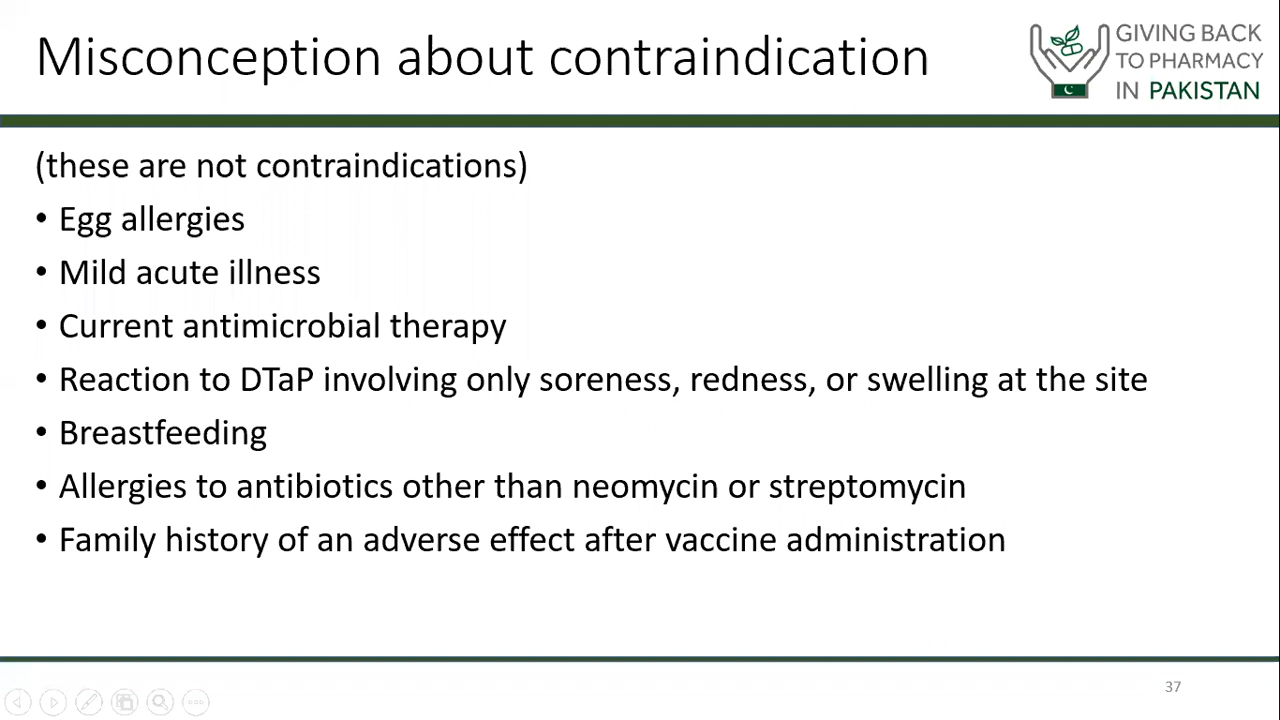 Misconception about contraindication
GIVING BACK
TO PHARMACY
IN PAKISTAN
(these are not contraindications)
• Egg allergies
• Mild acute illness
• Current antimicrobial therapy
• Reaction to DTaP involving only soreness, redness, or swelling at the site
• Breastfeeding
• Allergies to antibiotics other than neomycin or streptomycin
• Family history of an adverse effect after vaccine administration
37